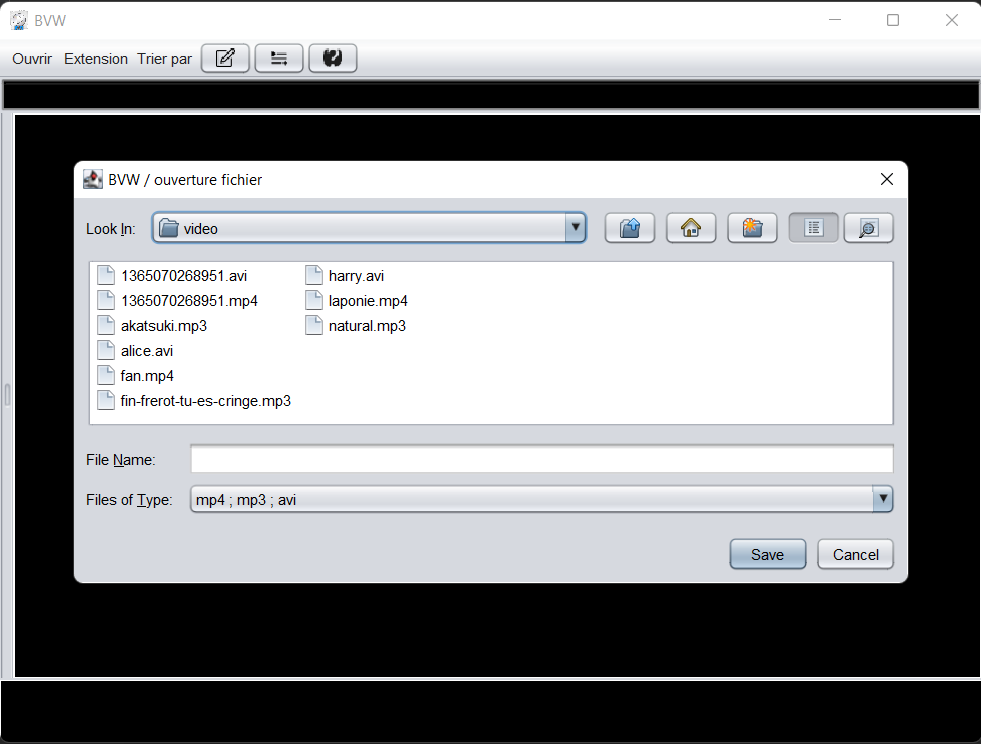 BVW
Ouvrir Extension Trier par
BVW / ouverture fichier
Look In: video
1365070268951.avi harry.avi
1365070268951.mp4 laponie.mp4
akatsuki.mp3 natural.mp3
alice.avi
fan.mp4
fin-frerot-tu-es-cringe.mp3
File Name:
Files of Type: mp4 ; mp3 ; avi
Save Cancel